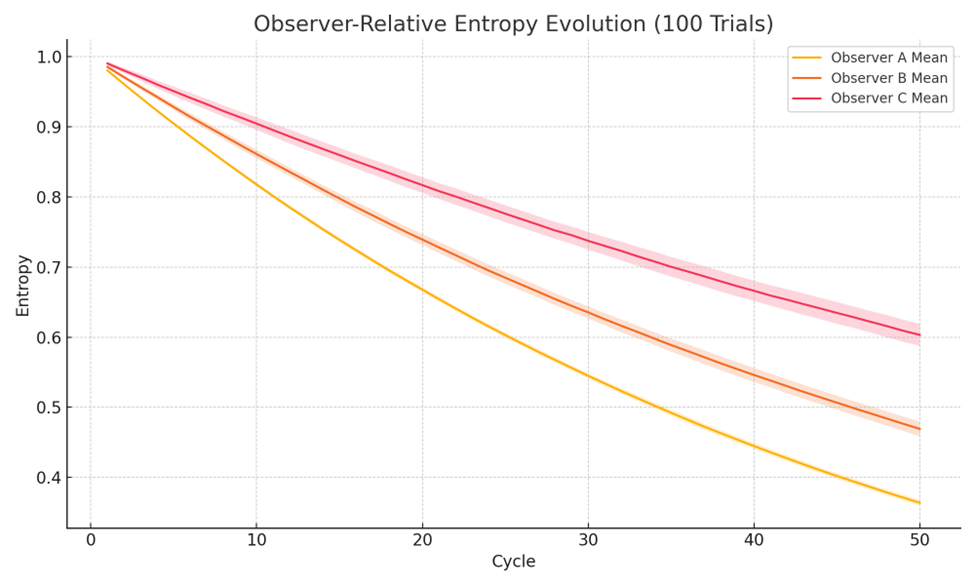 Observer-Relative Entropy Evolution (100 Trials)
Observer A Mean
Observer B Mean
Observer C Mean
Entropy
1.0
0.9
0.8
0.7
0.6
0.5
0.4
0 10 20 30 40 50
Cycle